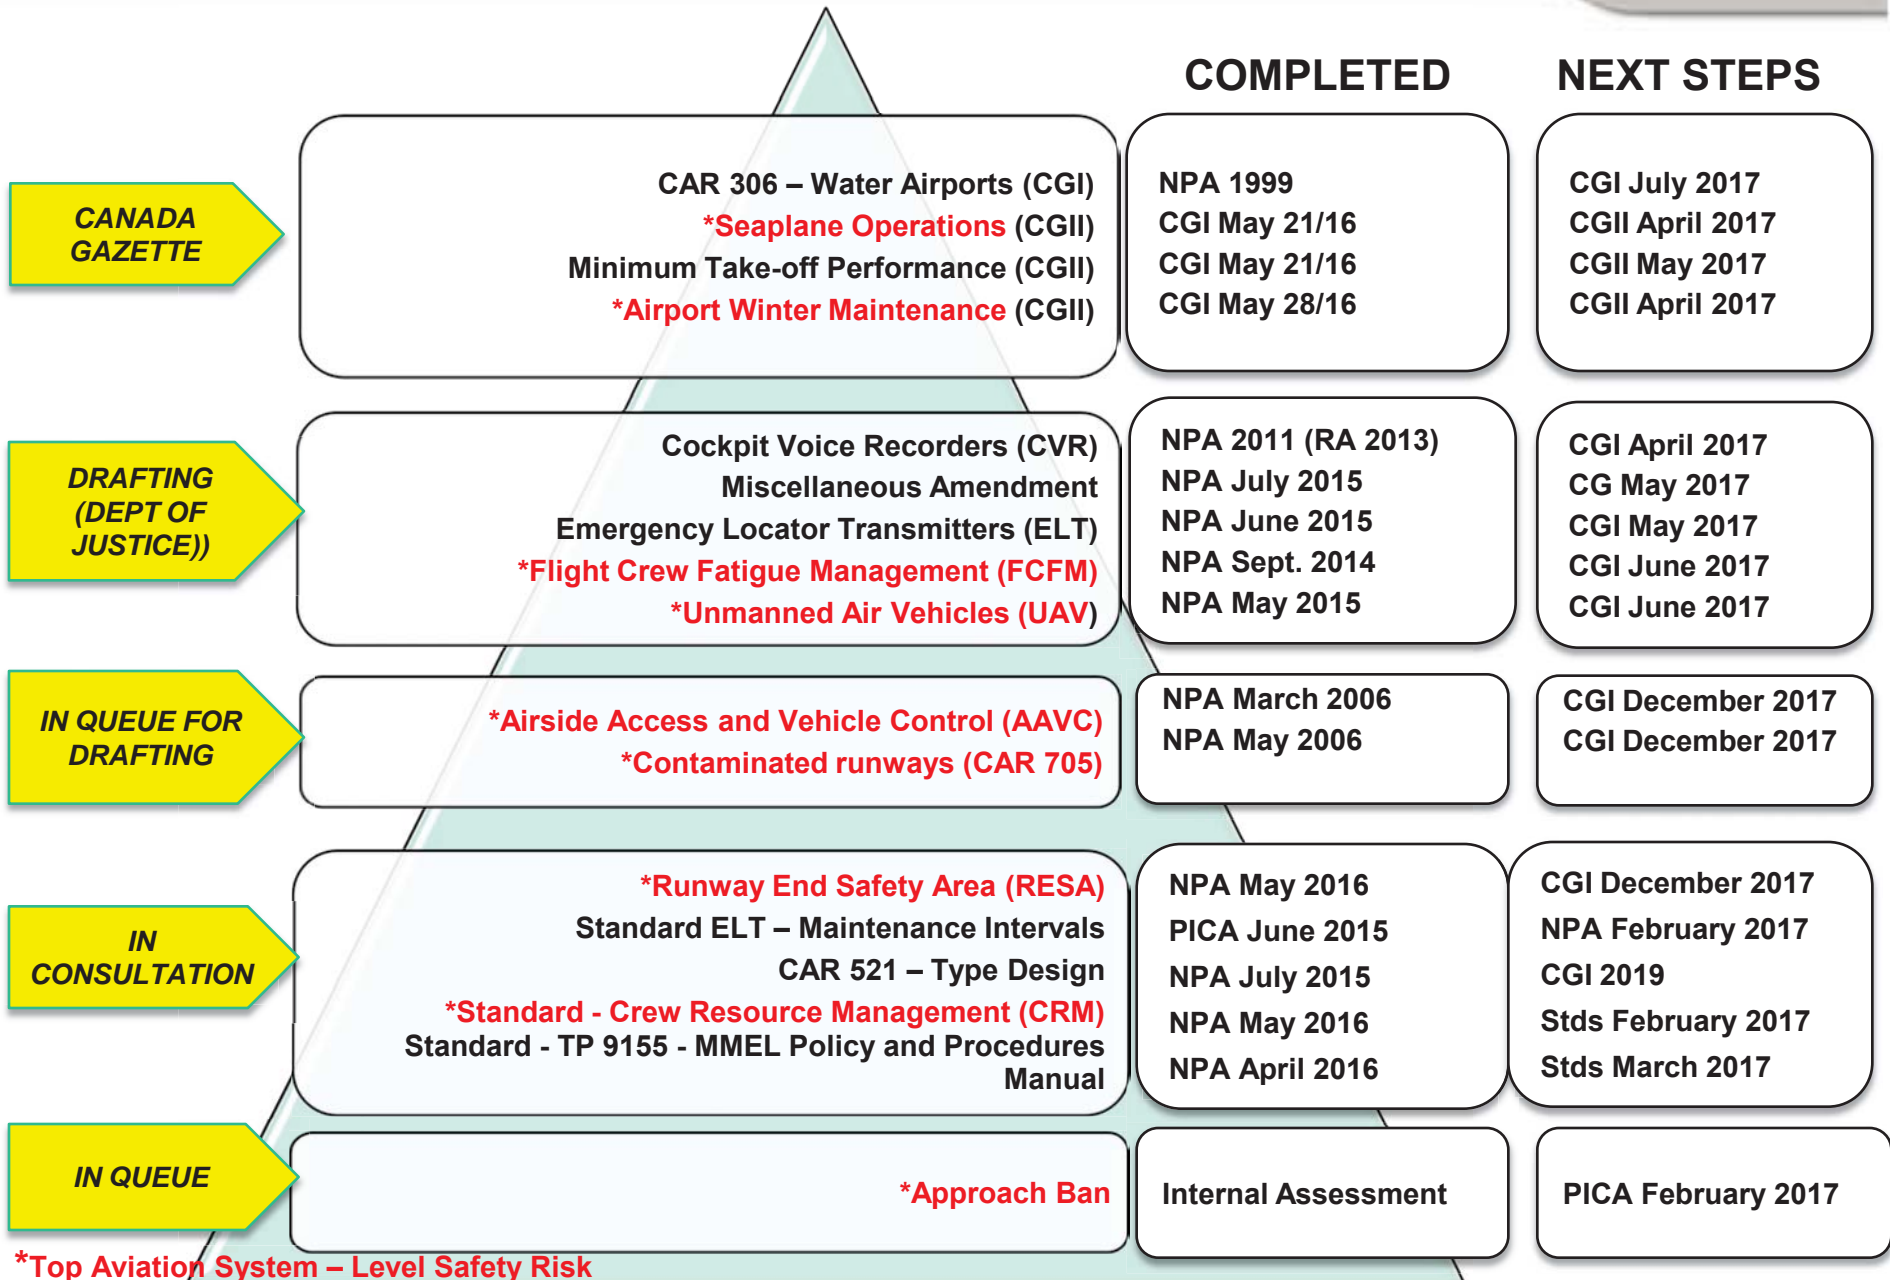 COMPLETED
NEXT STEPS
CANADA
GAZETTE
CAR 306 – Water Airports (CGI)
*Seaplane Operations (CGII)
Minimum Take-off Performance (CGII)
*Airport Winter Maintenance (CGII)
NPA 1999
CGI May 21/16
CGI May 21/16
CGI May 28/16
CGI July 2017
CGII April 2017
CGII May 2017
CGII April 2017
DRAFTING
(DEPT OF
JUSTICE))
Cockpit Voice Recorders (CVR)
Miscellaneous Amendment
Emergency Locator Transmitters (ELT)
*Flight Crew Fatigue Management (FCFM)
*Unmanned Air Vehicles (UAV)
NPA 2011 (RA 2013)
NPA July 2015
NPA June 2015
NPA Sept. 2014
NPA May 2015
CGI April 2017
CG May 2017
CGI May 2017
CGI June 2017
CGI June 2017
IN QUEUE FOR
DRAFTING
*Airside Access and Vehicle Control (AAVC)
*Contaminated runways (CAR 705)
NPA March 2006
NPA May 2006
CGI December 2017
CGI December 2017
IN
CONSULTATION
*Runway End Safety Area (RESA)
Standard ELT – Maintenance Intervals
CAR 521 – Type Design
*Standard - Crew Resource Management (CRM)
Standard - TP 9155 - MMEL Policy and Procedures
Manual
NPA May 2016
PICA June 2015
NPA July 2015
NPA May 2016
NPA April 2016
CGI December 2017
NPA February 2017
CGI 2019
Stds February 2017
Stds March 2017
IN QUEUE
*Approach Ban
Internal Assessment
PICA February 2017
*Top Aviation System – Level Safety Risk